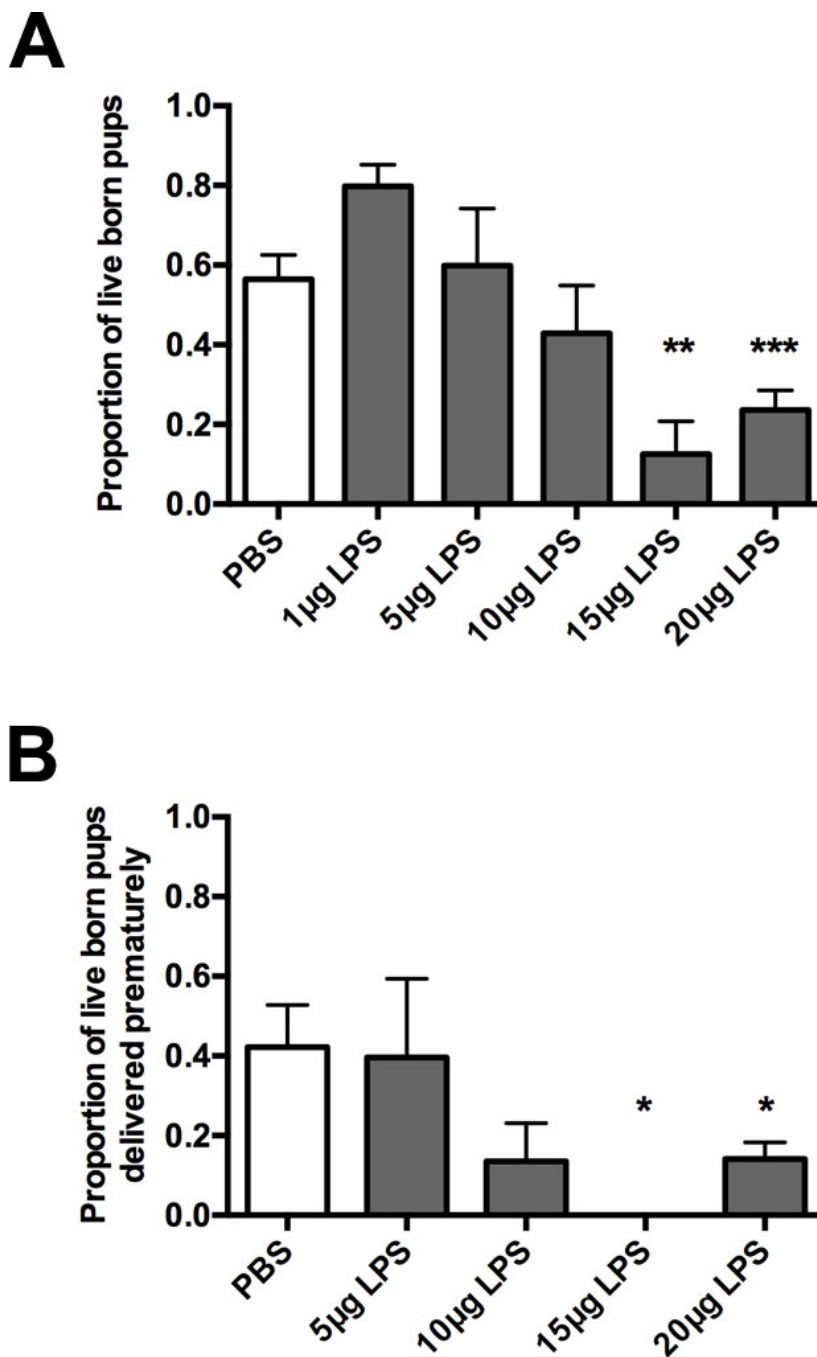 A
Proportion of live born pups
1.0
0.8
0.6
0.4
0.2
0.0
** ***
PBS
1µg LPS
5µg LPS
10µg LPS
15µg LPS
20µg LPS
B
Proportion of live born pups
delivered prematurely
1.0
0.8
0.6
0.4
0.2
0.0
* *
PBS
5µg LPS
10µg LPS
15µg LPS
20µg LPS